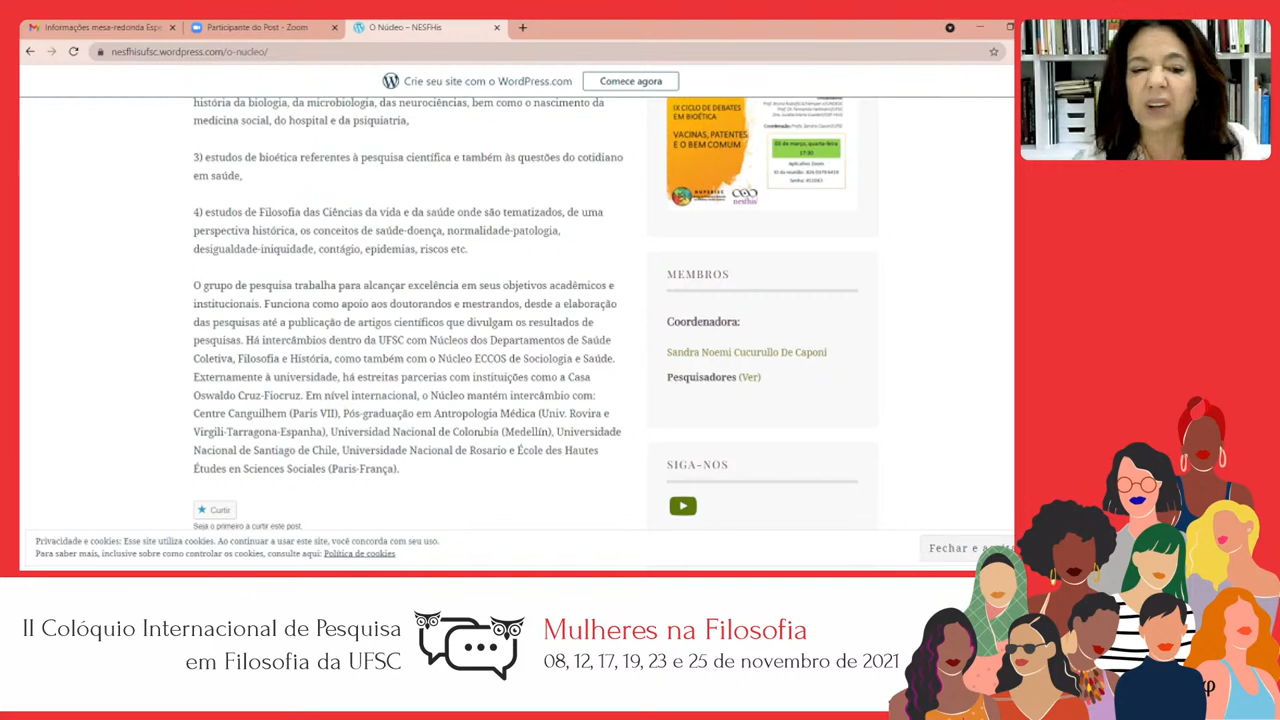 Informações mesa-redonda Espe
Participante do Post - Zoom
O Núcleo – NESFHis
nesfhisufsc.wordpress.com/o-nucleo/
Crie seu site com o WordPress.com
Comece agora
história da biologia, da microbiologia, das neurociências, bem como o nascimento da
medicina social, do hospital e da psiquiatria,
3) estudos de bioética referentes à pesquisa científica e também às questões do cotidiano
em saúde,
4) estudos de Filosofia das Ciências da vida e da saúde onde são tematizados, de uma
perspectiva histórica, os conceitos de saúde-doença, normalidade-patologia,
desigualdade-iniquidade, contágio, epidemias, riscos etc.
O grupo de pesquisa trabalha para alcançar excelência em seus objetivos acadêmicos e
institucionais. Funciona como apoio aos doutorandos e mestrandos, desde a elaboração
das pesquisas até a publicação de artigos científicos que divulgam os resultados de
pesquisas. Há intercâmbios dentro da UFSC com Núcleos dos Departamentos de Saúde
Coletiva, Filosofia e História, como também com o Núcleo ECCOS de Sociologia e Saúde.
Externamente à universidade, há estreitas parcerias com instituições como a Casa
Oswaldo Cruz-Fiocruz. Em nível internacional, o Núcleo mantém intercâmbio com:
Centre Canguilhem (Paris VII), Pós-graduação em Antropologia Médica (Univ. Rovira e
Virgili-Tarragona-Espanha), Universidad Nacional de Colombia (Medellín), Universidade
Nacional de Santiago de Chile, Universidade Nacional de Rosario e École des Hautes
Études en Sciences Sociales (Paris-França).
Curtir
Seja o primeiro a curtir este post.
IX CICLO DE DEBATES
EM BIOÉTICA
VACINAS, PATENTES
E O BEM COMUM
03 de março, quarta-feira
17:30
Aplicativo Zoom
nesfhis
MEMBROS
Coordenadora:
Sandra Noemi Cucurullo De Caponi
Pesquisadores (Ver)
SIGA-NOS
Privacidade e cookies: Esse site utiliza cookies. Ao continuar a usar este site, você concorda com seu uso.
Para saber mais, inclusive sobre como controlar os cookies, consulte aqui: Política de cookies
Fechar e
II Colóquio Internacional de Pesquisa
em Filosofia da UFSC
Mulheres na Filosofia
08, 12, 17, 19, 23 e 25 de novembro de 2021
φ